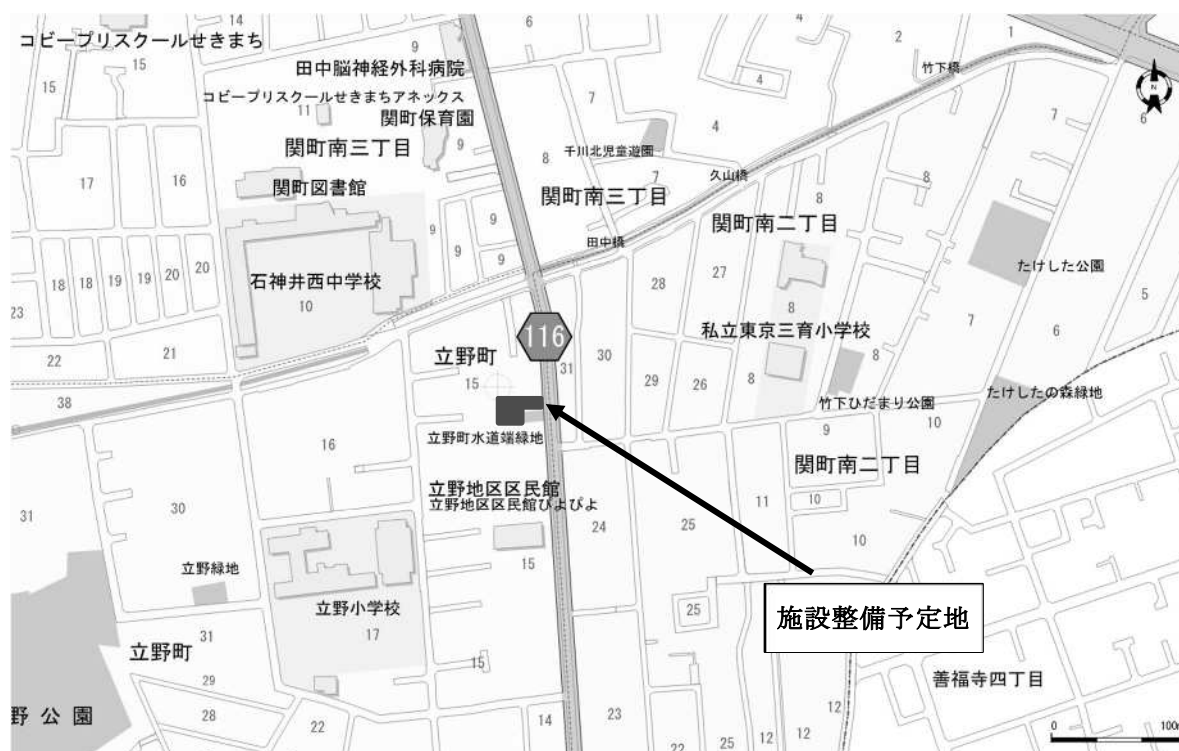 コビープリスクールせきまち
14
15
15
9
6
4
2
1
竹下橋
田中脳神経外科病院
コビープリスクールせきまちアネックス
11
関町保育園
9
7
4
4
7
6
N
関町南三丁目
千川北児童遊園
8
7
久山橋
8
17
16
関町図書館
関町南三丁目
8
関町南二丁目
9
9
9
9
9
田中橋
18
18
19
19
20
20
石神井西中学校
10
28
27
8
たけした公園
5
23
116
私立東京三育小学校
7
6
22
21
立野町
15
31
30
29
26
8
8
38
竹下ひだまり公園
たけしたの森緑地
立野町水道端緑地
9
10
16
関町南二丁目
立野地区区民館
立野地区区民館ぴよぴよ
11
10
31
30
24
25
10
15
立野緑地
施設整備予定地
立野小学校
25
17
31
立野町
15
善福寺四丁目
29
野公園
28
22
14
23
12
12
12
22
25
0
100m